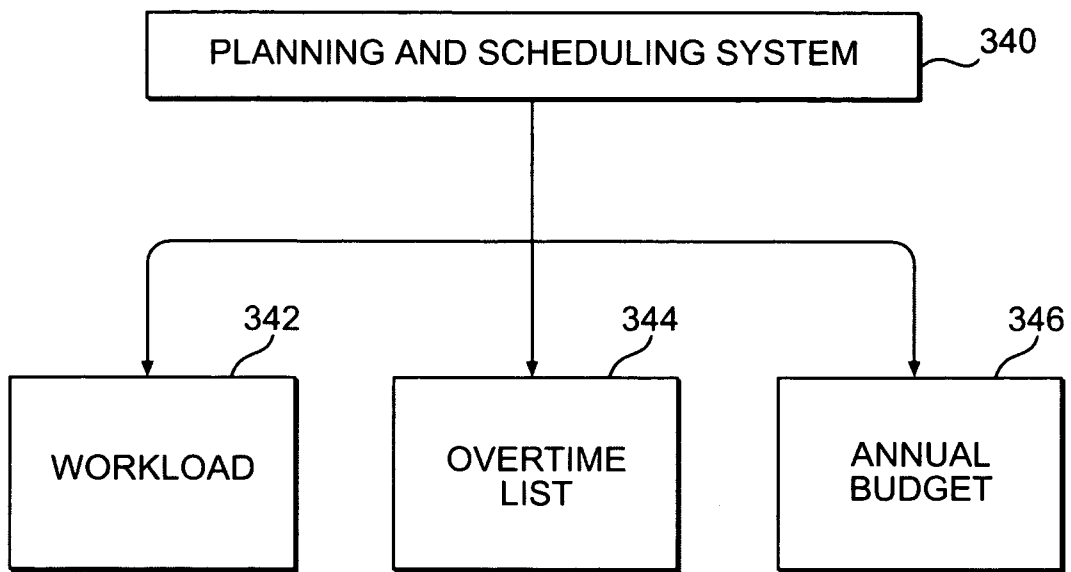 PLANNING AND SCHEDULING SYSTEM
340
342
344
346
WORKLOAD
OVERTIME
LIST
ANNUAL
BUDGET